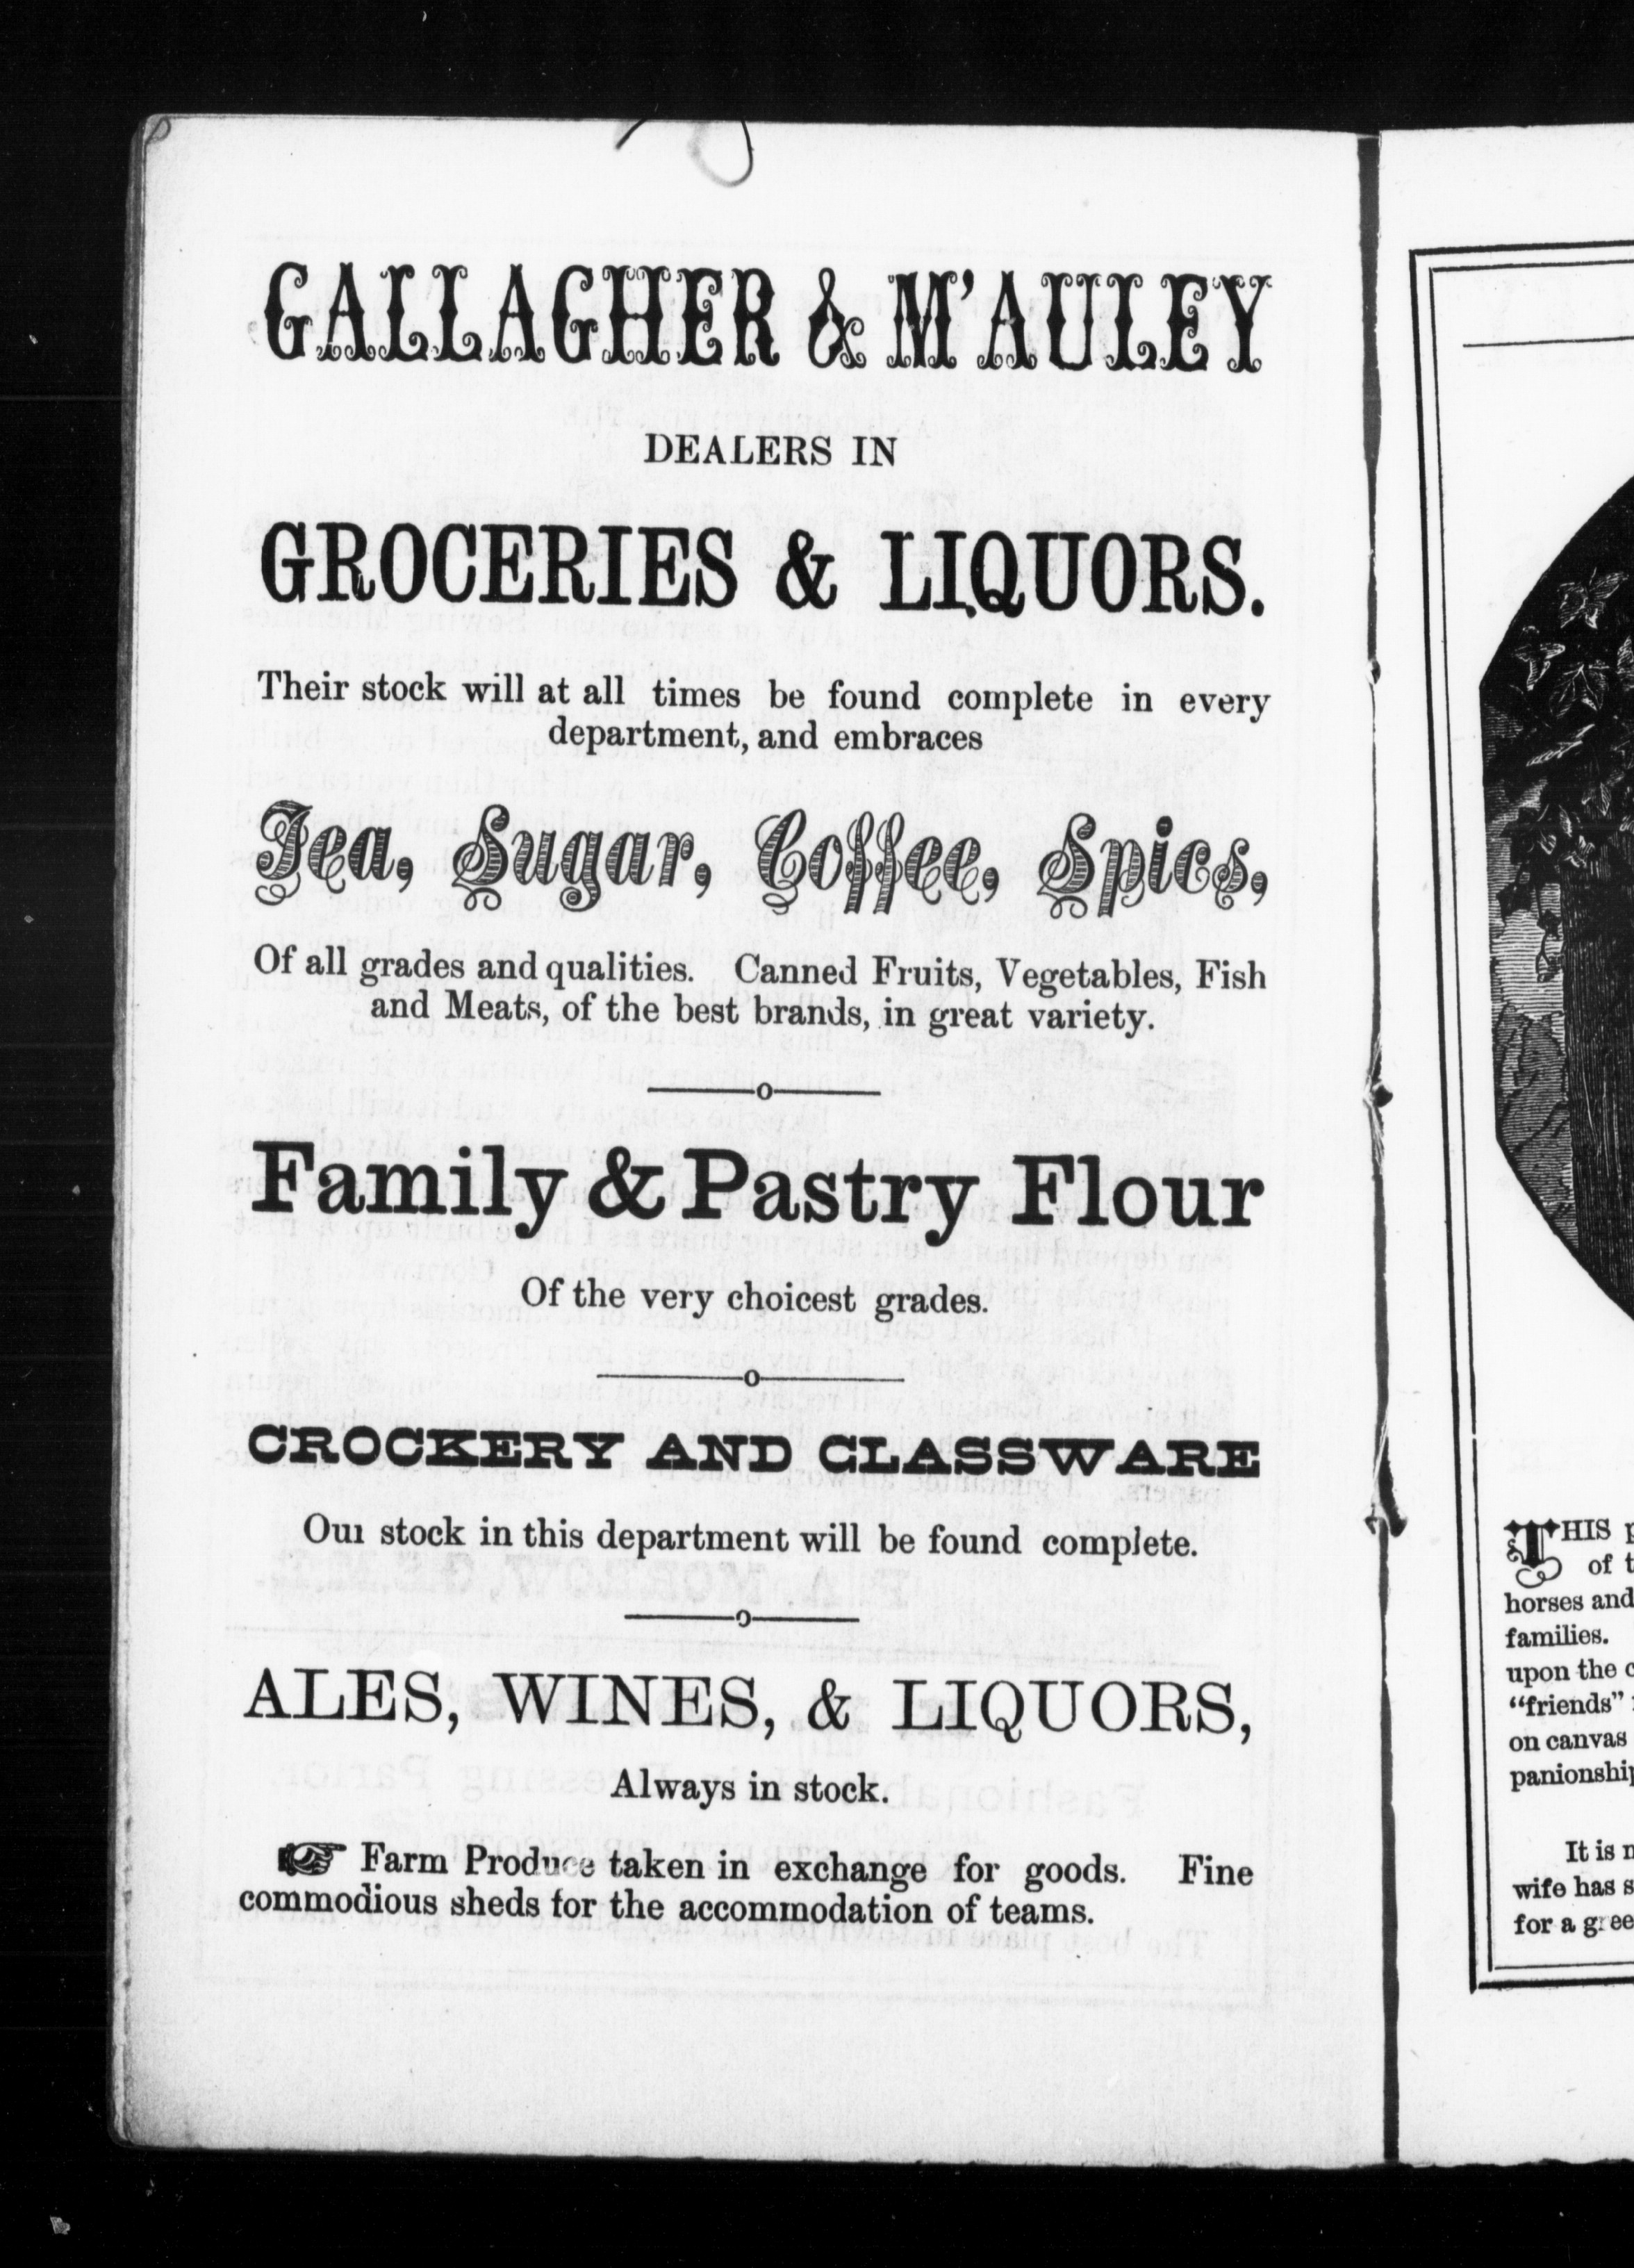 GALLAGHER & M'AULEY
DEALERS IN
GROCERIES & LIQUORS.
Their stock will at all times be found complete in every
department, and embraces
Tea, Sugar, Coffee, Spics,
Of all grades and qualities. Canned Fruits, Vegetables, Fish
and Meats, of the best brands, in great variety.
Family & Pastry Flour
Of the very choicest grades.
CROCKERY AND GLASSWARE
Our stock in this department will be found complete.
ALES, WINES, & LIQUORS,
Always in stock.
☞ Farm Produce taken in exchange for goods. Fine
commodious sheds for the accommodation of teams.
THIS
of
horses and
families.
upon the
"friends"
on canvas
It is
wife has
for a